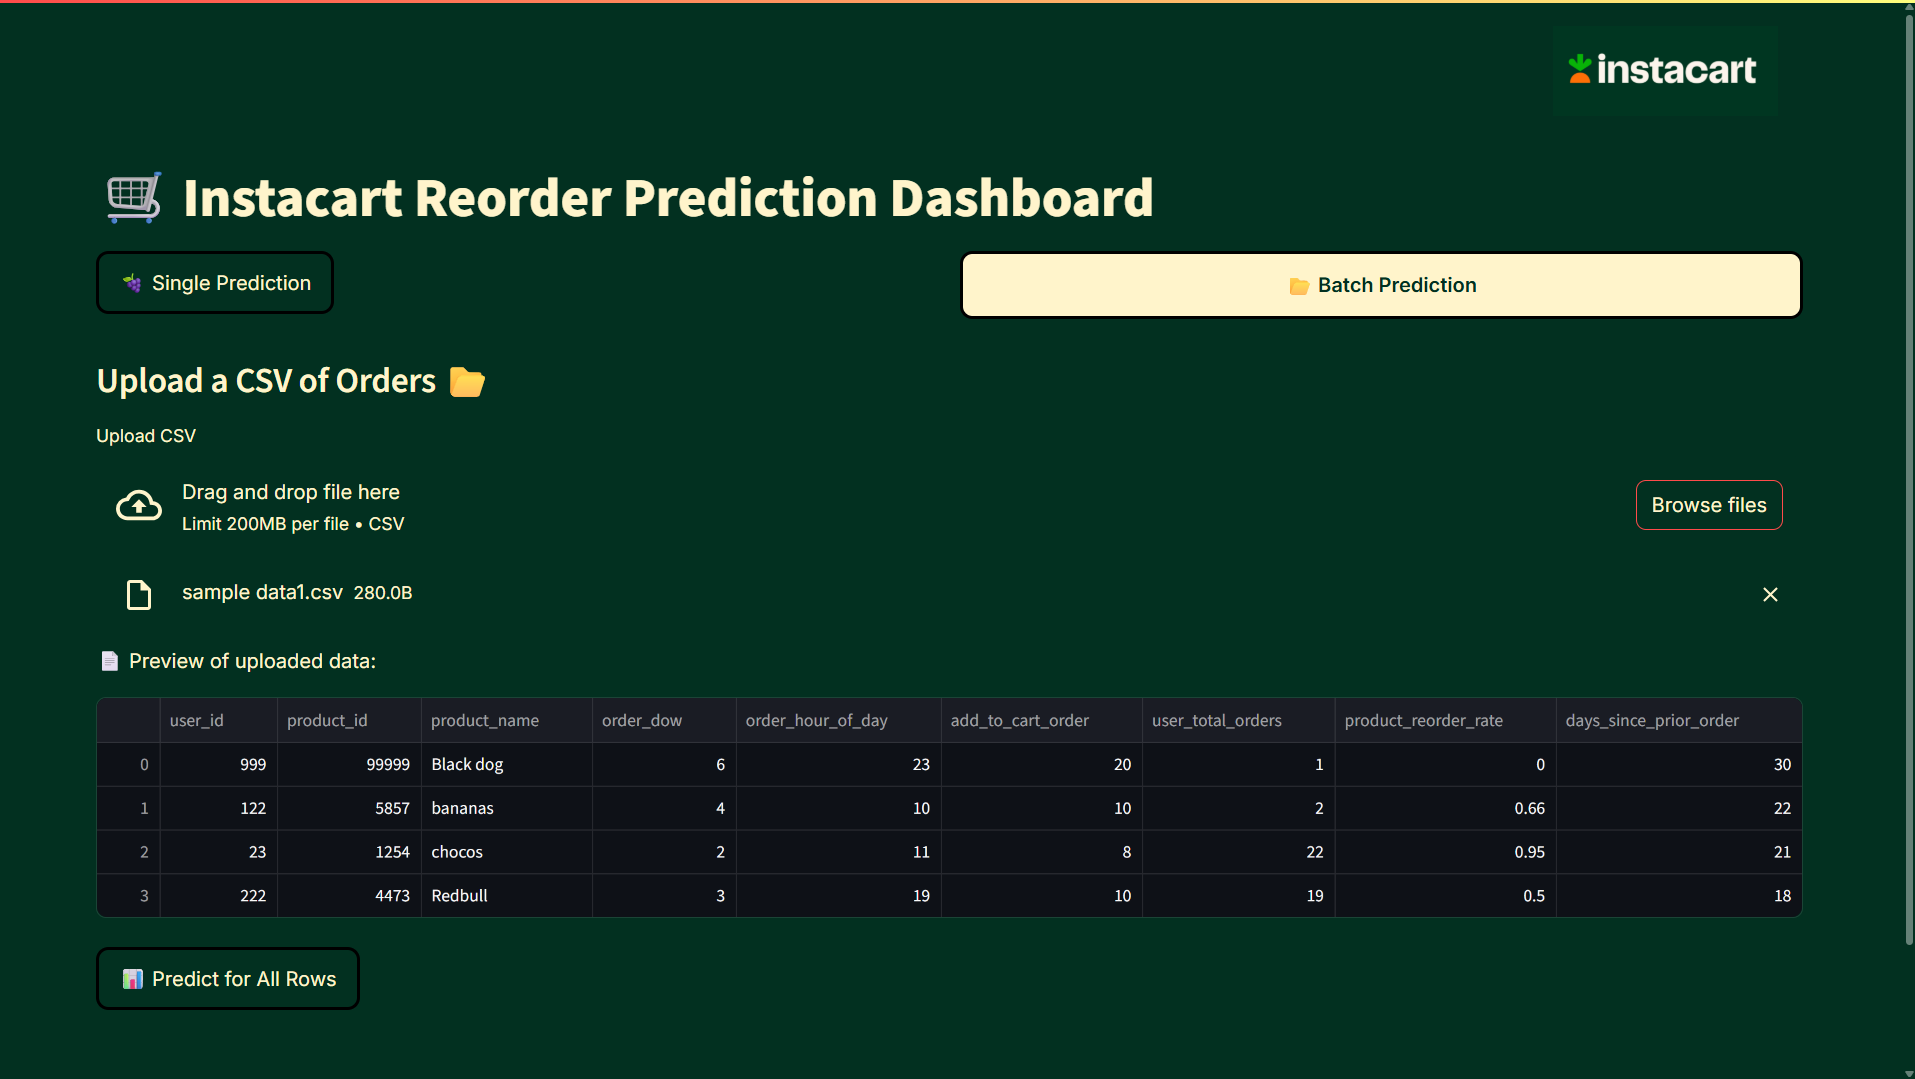 instacart
Instacart Reorder Prediction Dashboard
Single Prediction
Batch Prediction
Upload a CSV of Orders
Upload CSV
Drag and drop file here
Limit 200MB per file • CSV
Browse files
sample data1.csv 280.0B
Preview of uploaded data:
user_id product_id product_name order_dow order_hour_of_day add_to_cart_order user_total_orders product_reorder_rate days_since_prior_order
0 999 99999 Black dog 6 23 20 1 0 30
1 122 5857 bananas 4 10 10 2 0.66 22
2 23 1254 chocos 2 11 8 22 0.95 21
3 222 4473 Redbull 3 19 10 19 0.5 18
Predict for All Rows